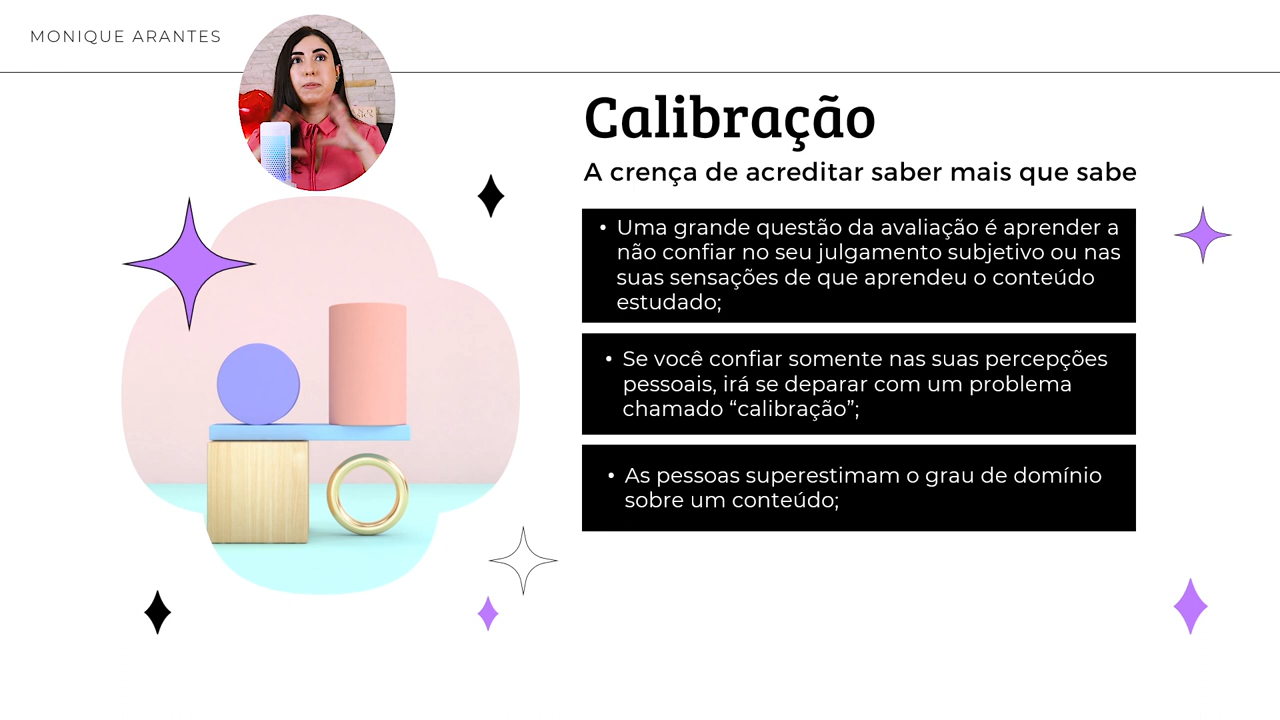 MONIQUE ARANTES
Calibração
A crença de acreditar saber mais que sabe
• Uma grande questão da avaliação é aprender a
não confiar no seu julgamento subjetivo ou nas
suas sensações de que aprendeu o conteúdo
estudado;
• Se você confiar somente nas suas percepções
pessoais, irá se deparar com um problema
chamado “calibração”;
• As pessoas superestimam o grau de domínio
sobre um conteúdo;